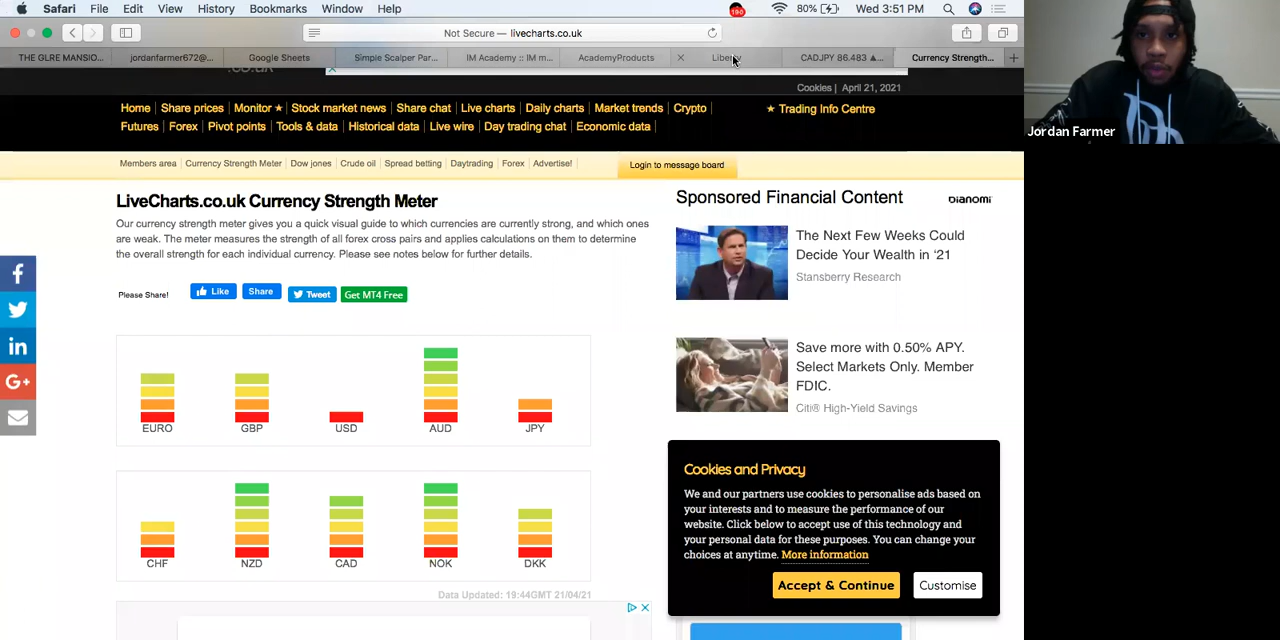 Safari File Edit View History Bookmarks Window Help
190
80%
Wed 3:51 PM
Not Secure — livecharts.co.uk
THE GLRE MANSIO...
jordanfarmer672@...
Google Sheets
Simple Scalper Par...
IM Academy :: IM m...
AcademyProducts
CADJPY 86.483 ▲...
Currency Strength...
.co.uk
Cookies | April 21, 2021
Home | Share prices | Monitor ★ | Stock market news | Share chat | Live charts | Daily charts | Market trends | Crypto |
★ Trading Info Centre
Futures | Forex | Pivot points | Tools & data | Historical data | Live wire | Day trading chat | Economic data |
Members area | Currency Strength Meter | Dow jones | Crude oil | Spread betting | Daytrading | Forex | Advertise! |
Login to message board
LiveCharts.co.uk Currency Strength Meter
Our currency strength meter gives you a quick visual guide to which currencies are currently strong, and which ones
are weak. The meter measures the strength of all forex cross pairs and applies calculations on them to determine
the overall strength for each individual currency. Please see notes below for further details.
Please Share!
Like
Share
Tweet
Get MT4 Free
EURO GBP USD AUD JPY
CHF NZD CAD NOK DKK
Data Updated: 19:44GMT 21/04/21
Sponsored Financial Content
DIANOMI
The Next Few Weeks Could
Decide Your Wealth in ‘21
Stansberry Research
Save more with 0.50% APY.
Select Markets Only. Member
FDIC.
Citi® High-Yield Savings
Cookies and Privacy
We and our partners use cookies to personalise ads based on
your interests and to measure the performance of our
website. Click below to accept use of this technology and
your personal data for these purposes. You can change your
choices at anytime. More information
Accept & Continue
Customise
Jordan Farmer